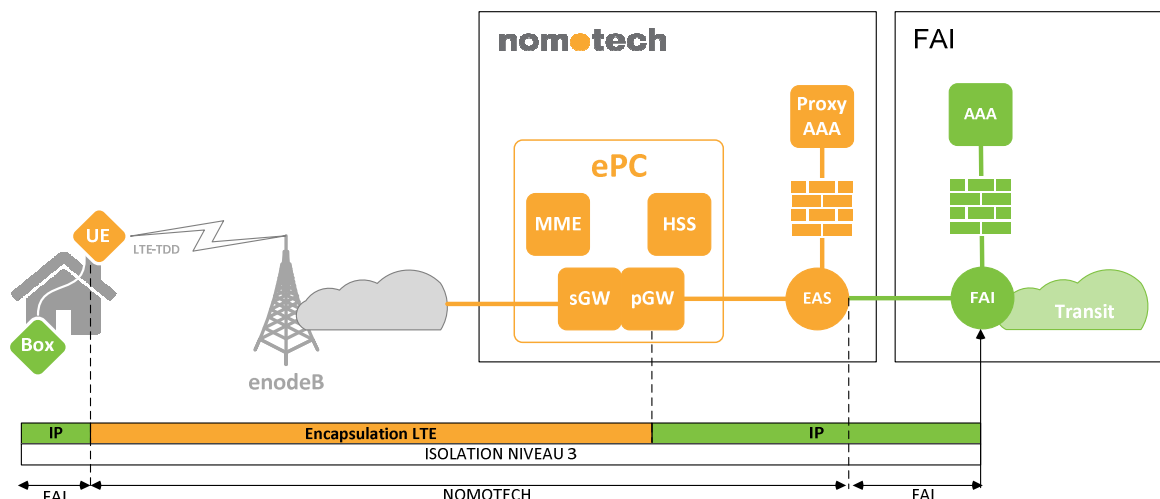 nomotech
FAI
Proxy
AAA
AAA
ePC
MME
HSS
UE
LTE-TDD
sGW
pGW
EAS
FAI
Transit
Box
enodeB
IP
Encapsulation LTE
IP
ISOLATION NIVEAU 3
FAI
NOMOTECH
FAI